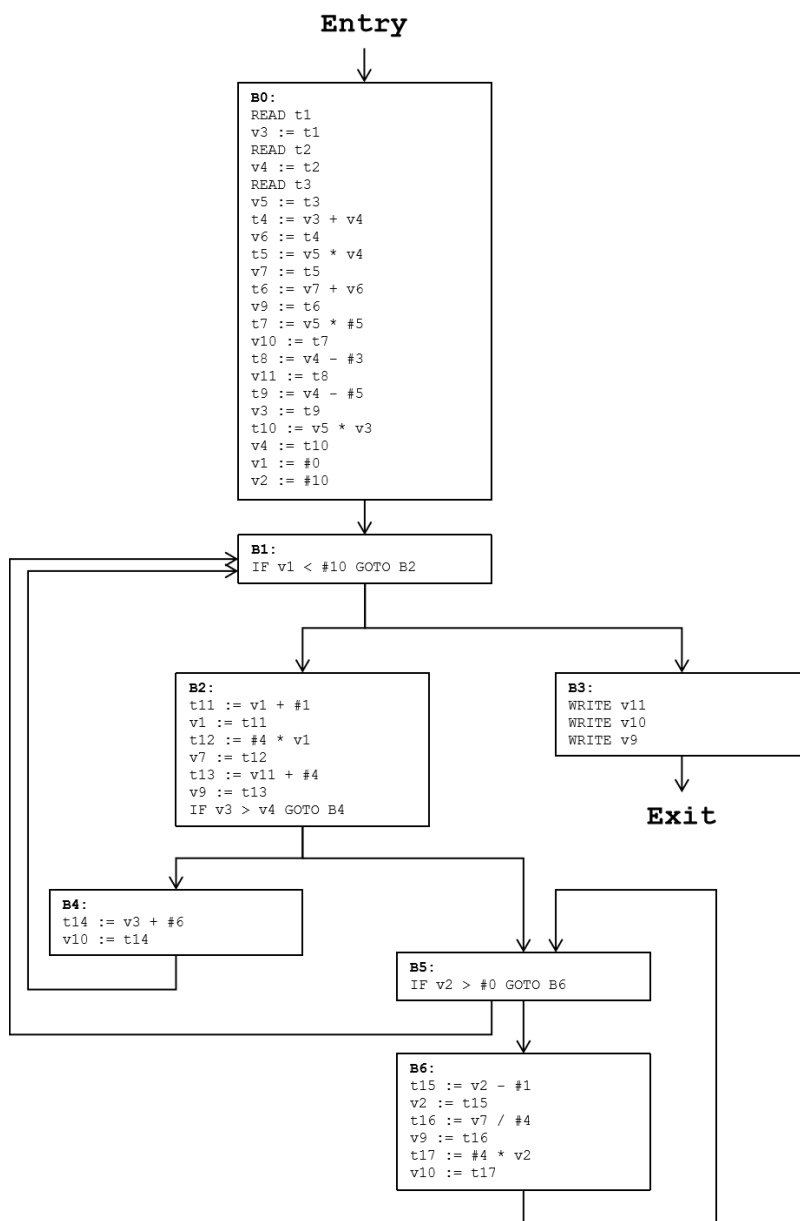 Entry
B0:
READ t1
v3 := t1
READ t2
v4 := t2
READ t3
v5 := t3
t4 := v3 + v4
v6 := t4
t5 := v5 * v4
v7 := t5
t6 := v7 + v6
v9 := t6
t7 := v5 * #5
v10 := t7
t8 := v4 - #3
v11 := t8
t9 := v4 - #5
v3 := t9
t10 := v5 * v3
v4 := t10
v1 := #0
v2 := #10
B1:
IF v1 < #10 GOTO B2
B2:
t11 := v1 + #1
v1 := t11
t12 := #4 * v1
v7 := t12
t13 := v11 + #4
v9 := t13
IF v3 > v4 GOTO B4
B3:
WRITE v11
WRITE v10
WRITE v9
Exit
B4:
t14 := v3 + #6
v10 := t14
B5:
IF v2 > #0 GOTO B6
B6:
t15 := v2 - #1
v2 := t15
t16 := v7 / #4
v9 := t16
t17 := #4 * v2
v10 := t17